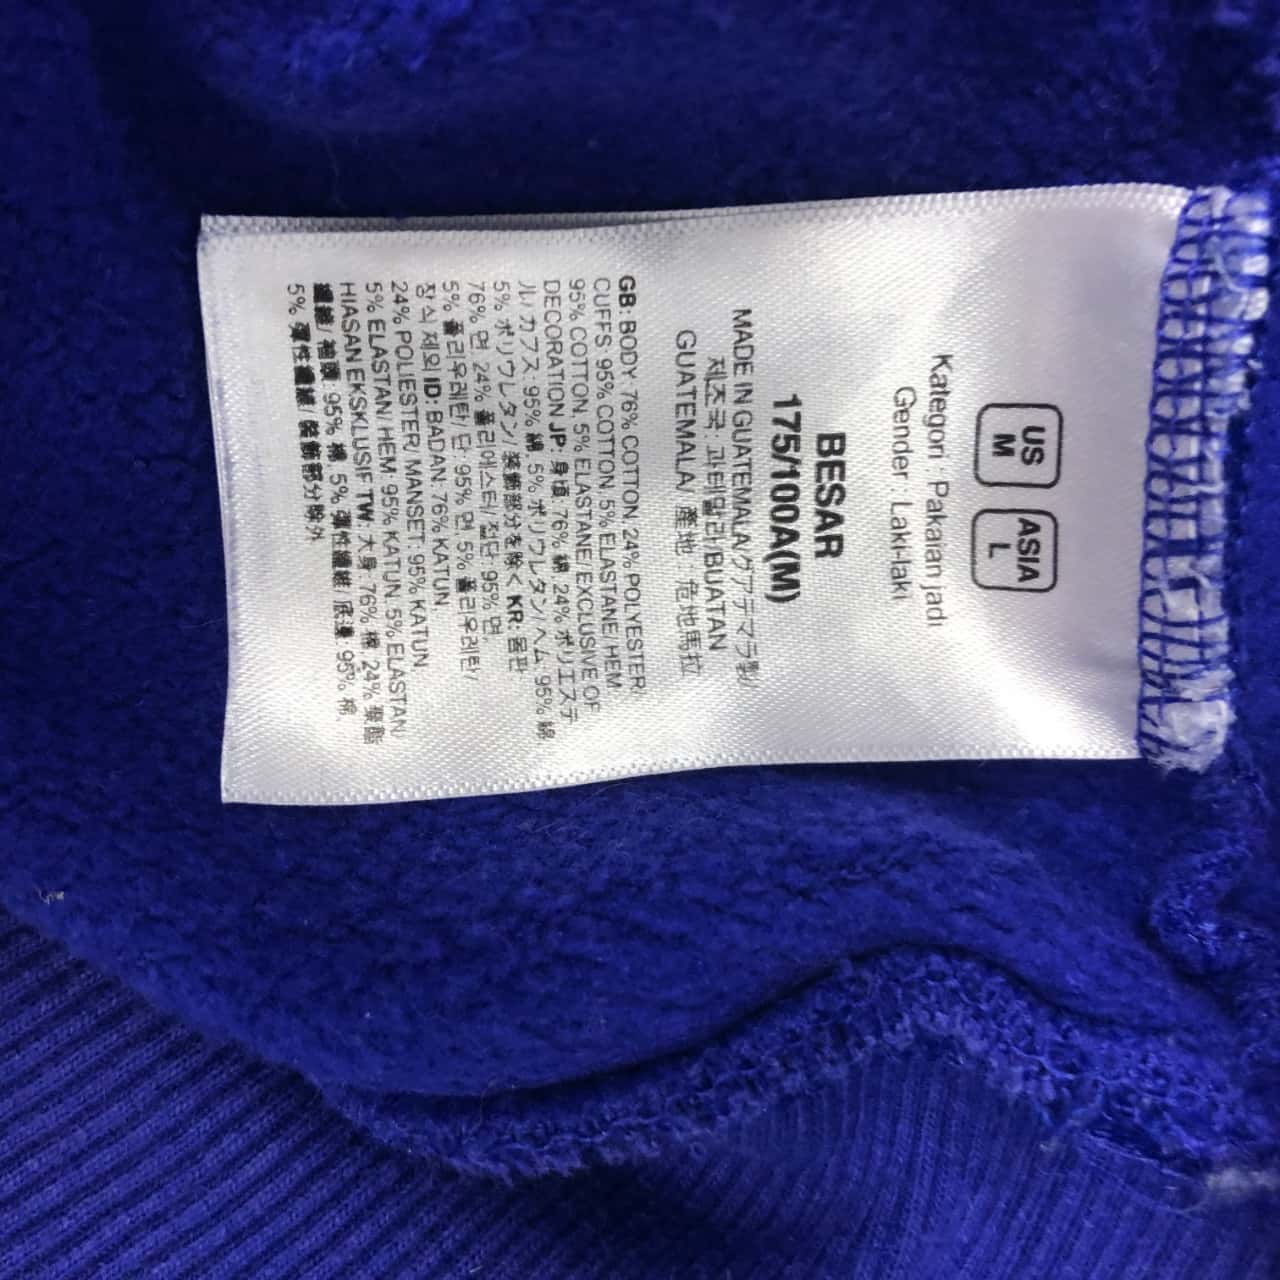 US
M
ASIA
L
Kategori : Pakaian jadi
Gender : Laki-laki
BESAR
175/100A(M)
MADE IN GUATEMALA/グアテマラ製/
제조국 : 과테말라/BUATAN
GUATEMALA/ 產地 : 危地馬拉
GB: BODY 76% COTTON 24% POLYESTER.
CUFFS 95% COTTON, 5% ELASTANE/ HEM
95% COTTON, 5% ELASTANE/ EXCLUSIVE OF
DECORATION JP: 身頃 76% 綿, 24% ポリエステ
ル/ カフス : 95% 綿, 5% ポリウレタン/ ヘム : 95% 綿,
5% ポリウレタン/ 装飾部分を除く KR: 몸판
76% 면, 24% 폴리에스터/ 밑단 95% 면,
5% 폴리우레탄/ 단 : 95% 면, 5% 폴리우레탄/
장식 제외 ID: BADAN: 76% KATUN
24% POLIESTER/ MANSET : 95% KATUN
5% ELASTAN/ HEM: 95% KATUN, 5% ELASTAN/
HIASAN EKSKLUSIF TW: 大身 : 76% 棉, 24% 聚酯
纖維/ 袖頭 : 95% 棉, 5% 彈性纖維/ 底邊 : 95% 棉,
5% 彈性纖維/ 裝飾部分除外